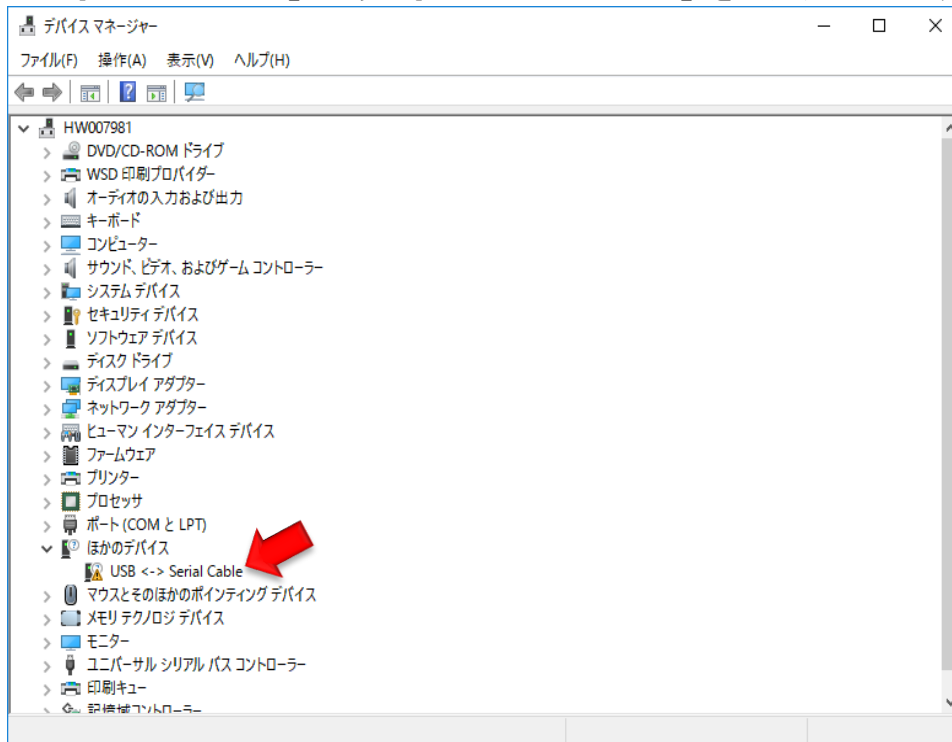 デバイス マネージャー
ファイル(F) 操作(A) 表示(V) ヘルプ(H)
HW007981
DVD/CD-ROM ドライブ
WSD 印刷プロバイダー
オーディオの入力および出力
キーボード
コンピューター
サウンド、ビデオ、およびゲーム コントローラー
システム デバイス
セキュリティ デバイス
ソフトウェア デバイス
ディスク ドライブ
ディスプレイ アダプター
ネットワーク アダプター
ヒューマン インターフェイス デバイス
ファームウェア
プリンター
プロセッサ
ポート (COM と LPT)
ほかのデバイス
USB <-> Serial Cable
マウスとそのほかのポインティング デバイス
メモリ テクノロジ デバイス
モニター
ユニバーサル シリアル バス コントローラー
印刷キュー
記憶域コントローラー